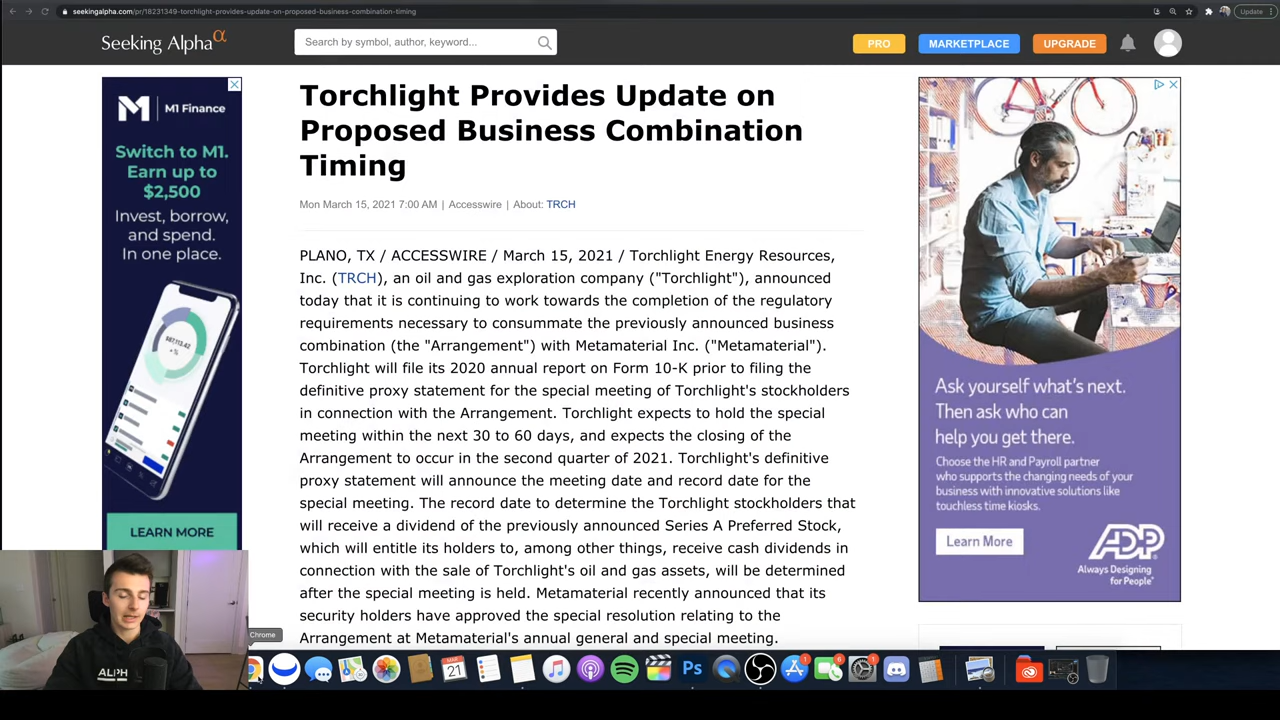 seekingalpha.com/pr/18231349-torchlight-provides-update-on-proposed-business-combination-timing
Update
Seeking Alpha α
Search by symbol, author, keyword...
PRO
MARKETPLACE
UPGRADE
M1 Finance
Switch to M1.
Earn up to
$2,500
Invest, borrow,
and spend.
In one place.
LEARN MORE
Torchlight Provides Update on
Proposed Business Combination
Timing
Mon March 15, 2021 7:00 AM | Accesswire | About: TRCH
PLANO, TX / ACCESSWIRE / March 15, 2021 / Torchlight Energy Resources,
Inc. (TRCH), an oil and gas exploration company ("Torchlight"), announced
today that it is continuing to work towards the completion of the regulatory
requirements necessary to consummate the previously announced business
combination (the "Arrangement") with Metamaterial Inc. ("Metamaterial").
Torchlight will file its 2020 annual report on Form 10-K prior to filing the
definitive proxy statement for the special meeting of Torchlight's stockholders
in connection with the Arrangement. Torchlight expects to hold the special
meeting within the next 30 to 60 days, and expects the closing of the
Arrangement to occur in the second quarter of 2021. Torchlight's definitive
proxy statement will announce the meeting date and record date for the
special meeting. The record date to determine the Torchlight stockholders that
will receive a dividend of the previously announced Series A Preferred Stock,
which will entitle its holders to, among other things, receive cash dividends in
connection with the sale of Torchlight's oil and gas assets, will be determined
after the special meeting is held. Metamaterial recently announced that its
security holders have approved the special resolution relating to the
Arrangement at Metamaterial's annual general and special meeting.
Ask yourself what's next.
Then ask who can
help you get there.
Choose the HR and Payroll partner
who supports the changing needs of your
business with innovative solutions like
touchless time kiosks.
Learn More
ADP
Always Designing
for People
Chrome
ALPH
MAR
21
Ps
1
6
1